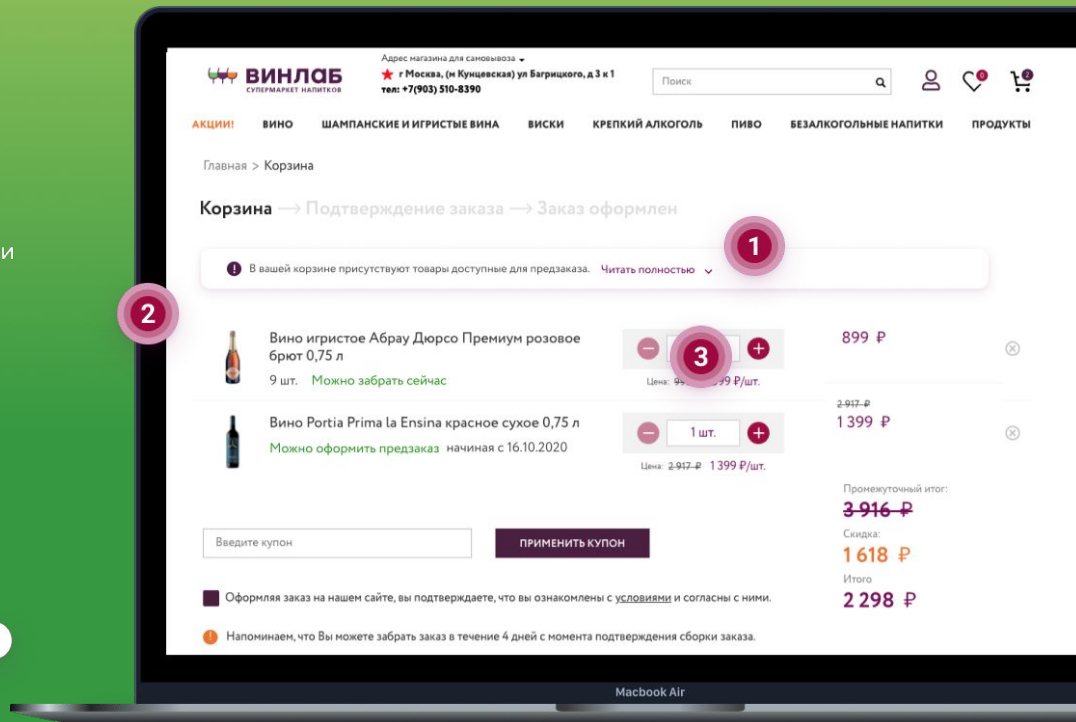 Адрес магазина для самовывоза
ВИНЛАБ
СУПЕРМАРКЕТ НАПИТКОВ
г Москва, (м Кунцевская) ул Багрицкого, д 3 к 1
тел: +7(903) 510-8390
Поиск
0
2
АКЦИИ! ВИНО ШАМПАНСКИЕ И ИГРИСТЫЕ ВИНА ВИСКИ КРЕПКИЙ АЛКОГОЛЬ ПИВО БЕЗАЛКОГОЛЬНЫЕ НАПИТКИ ПРОДУКТЫ
Главная > Корзина
Корзина → Подтверждение заказа → Заказ оформлен
и
1
! В вашей корзине присутствуют товары доступные для предзаказа. Читать полностью
2
Вино игристое Абрау Дюрсо Премиум розовое
брют 0,75 л
9 шт. Можно забрать сейчас
3
Цена: 99 ₽/шт.
899 ₽
Вино Portia Prima la Ensina красное сухое 0,75 л
Можно оформить предзаказ начиная с 16.10.2020
1 шт.
Цена: 2 917 ₽ 1 399 ₽/шт.
2 917 ₽
1 399 ₽
Промежуточный итог:
3 916 ₽
Скидка:
1 618 ₽
Итого
2 298 ₽
Введите купон
ПРИМЕНИТЬ КУПОН
Оформляя заказ на нашем сайте, вы подтверждаете, что вы ознакомлены с условиями и согласны с ними.
! Напоминаем, что Вы можете забрать заказ в течение 4 дней с момента подтверждения сборки заказа.
Macbook Air